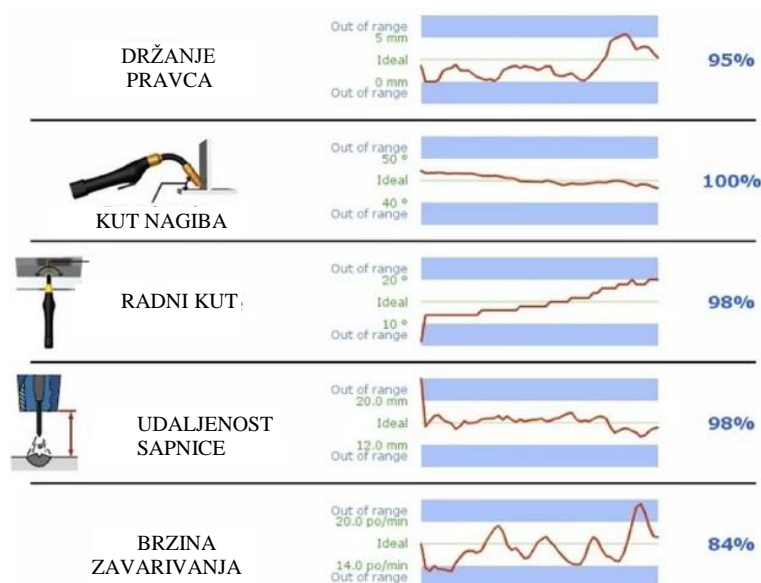 DRŽANJE
PRAVCA
Out of range
5 mm
Ideal
0 mm
Out of range
95%
KUT NAGIBA
Out of range
50 °
Ideal
40 °
Out of range
100%
RADNI KUT
Out of range
20 °
Ideal
10 °
Out of range
98%
UDALJENOST
SAPNICE
Out of range
20.0 mm
Ideal
12.0 mm
Out of range
98%
BRZINA
ZAVARIVANJA
Out of range
20.0 po/min
Ideal
14.0 po/min
Out of range
84%